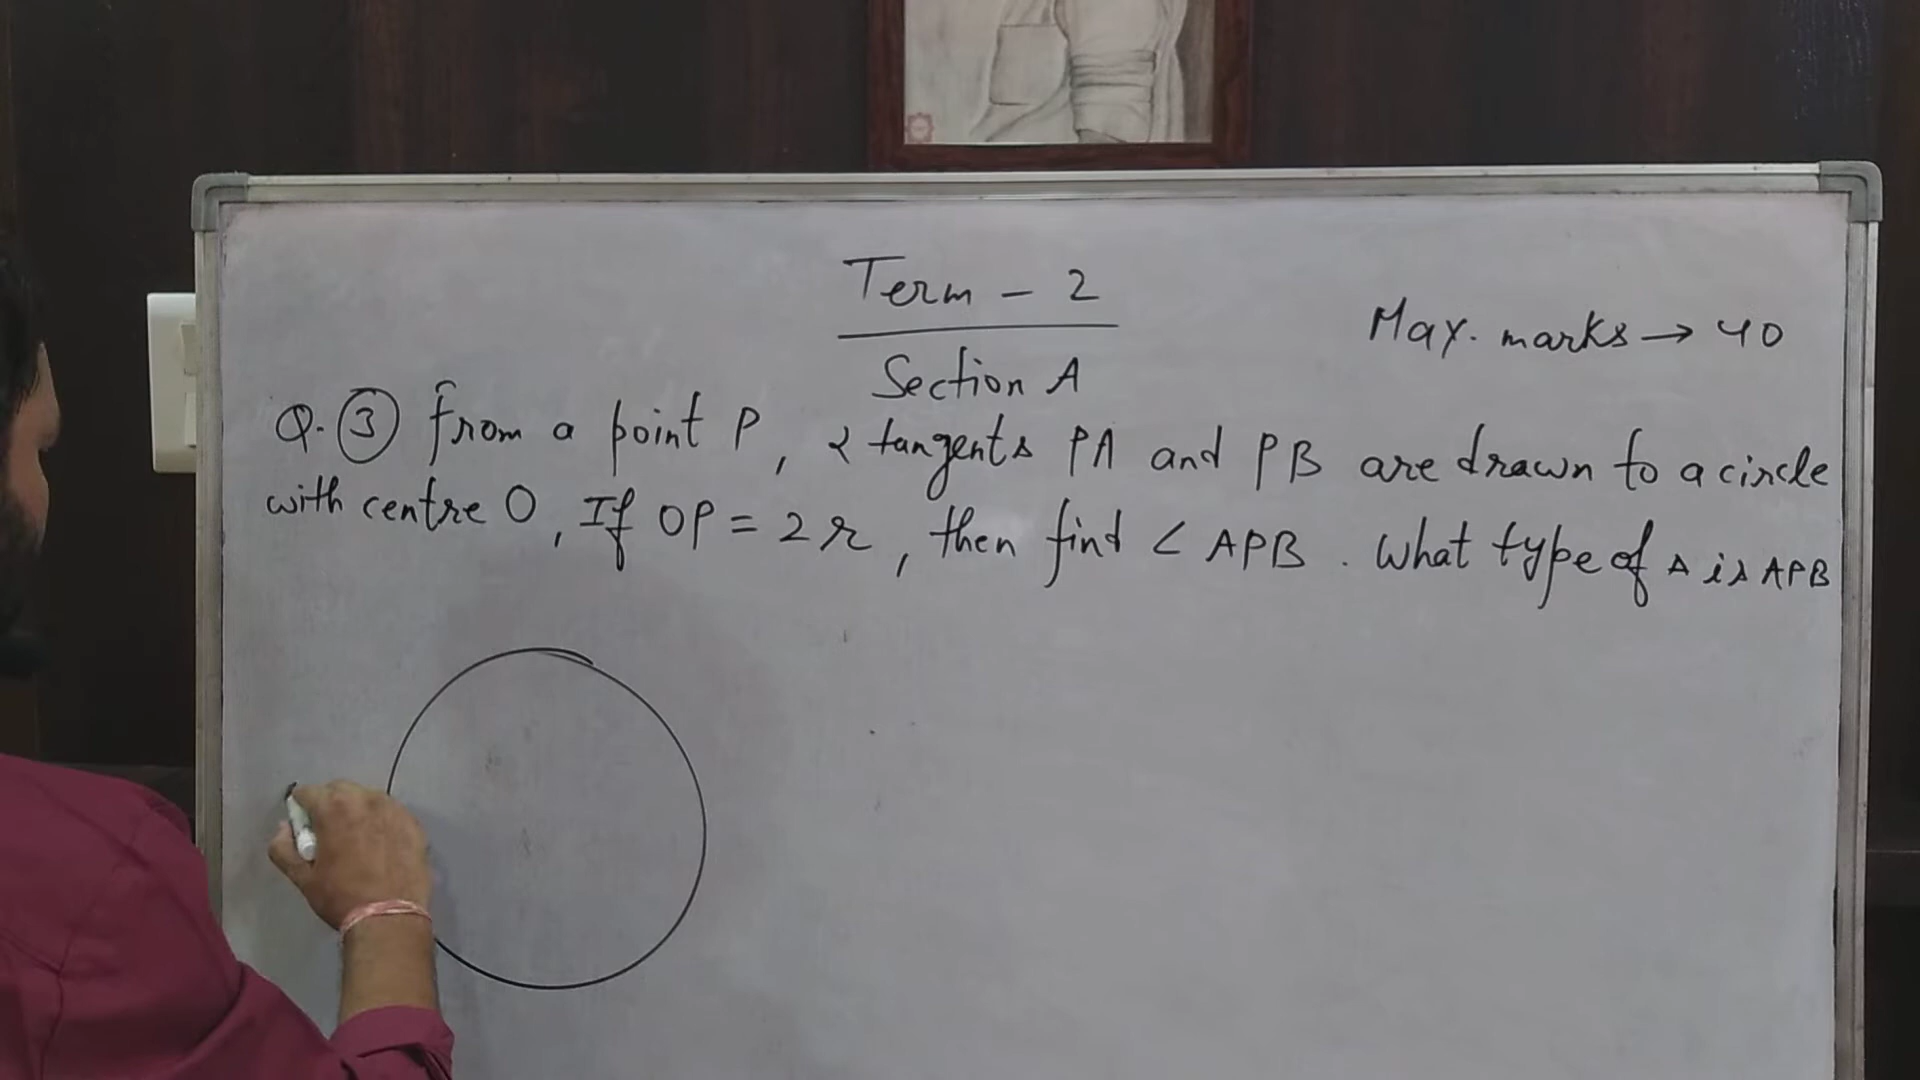 Term - 2
Section A
Max. marks → 40
Q. 3 From a point P, 2 tangents PA and PB are drawn to a circle
with centre O, If OP = 2r, then find ∠ APB. What type of Δ is APB